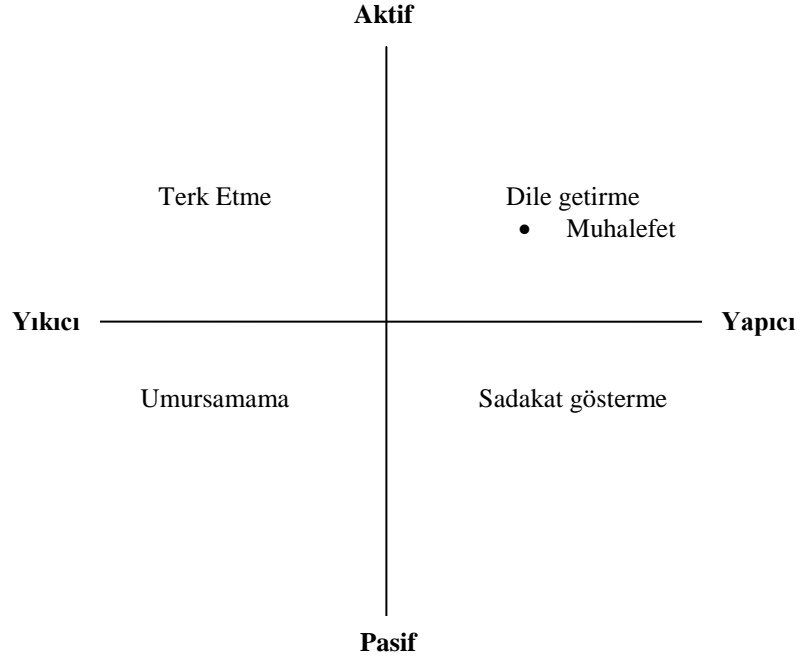 Aktif
Terk Etme
Dile getirme
• Muhalefet
Yıkıcı
Yapıcı
Umursamama
Sadakat gösterme
Pasif